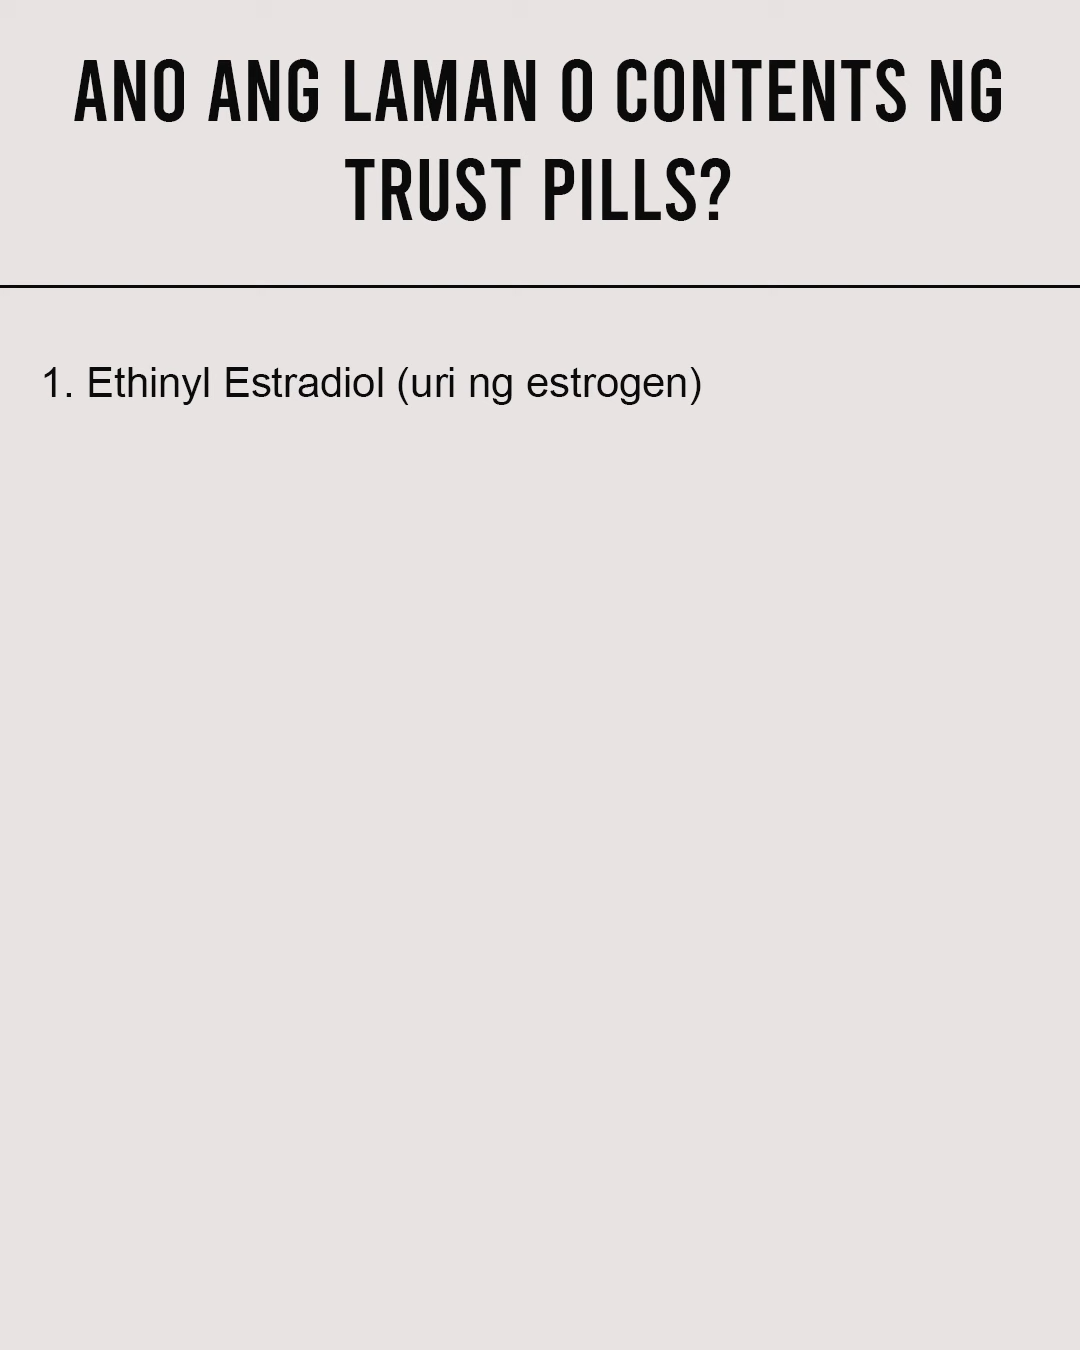 ANO ANG LAMAN O CONTENTS NG
TRUST PILLS?
1. Ethinyl Estradiol (uri ng estrogen)